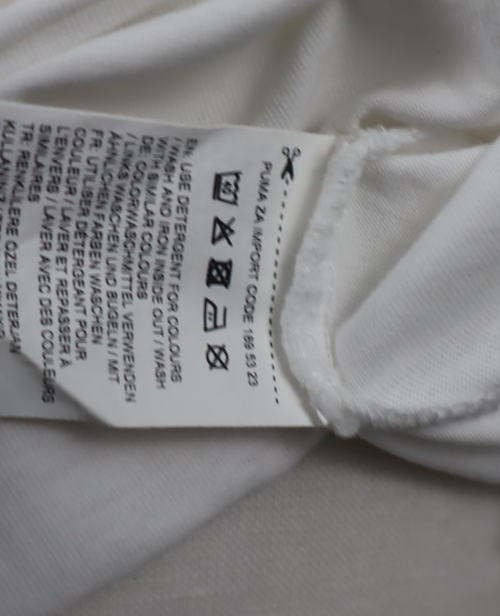 PUMA ZA IMPORT CODE 189 53 23
EN: USE DETERGENT FOR COLOURS
/ WASH AND IRON INSIDE OUT / WASH
WITH SIMILAR COLOURS
DE: COLORWASCHMITTEL VERWENDEN
/ LINKS WASCHEN UND BÜGELN / MIT
ÄHNLICHEN FARBEN WASCHEN
FR: UTILISER DETERGEANT POUR
COULEUR / LAVER ET REPASSER À
L'ENVERS / LAVER AVEC DES COULEURS
SIMILAIRES
TR: RENKLILERE ÖZEL DETERJAN